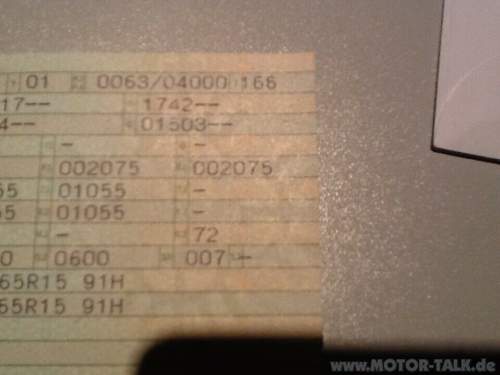 01 0063/04000 166
17-- 1742--
4-- 01503--
- -
002075 002075
55 01055 -
55 01055 -
- 72
0 0600 007 -
65R15 91H
55R15 91H
www.MOTOR-TALK.de